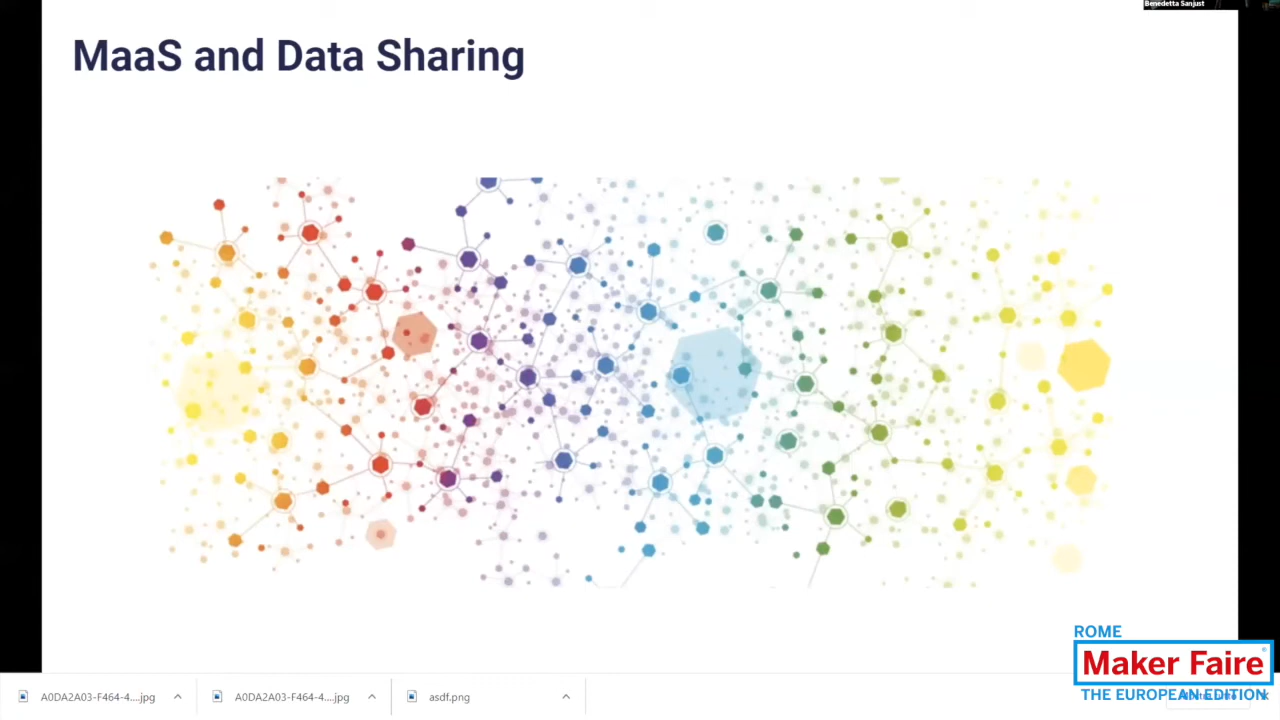 Benedetta Sanjust
MaaS and Data Sharing
ROME
Maker Faire®
THE EUROPEAN EDITION
A0DA2A03-F464-4....jpg
A0DA2A03-F464-4....jpg
asdf.png